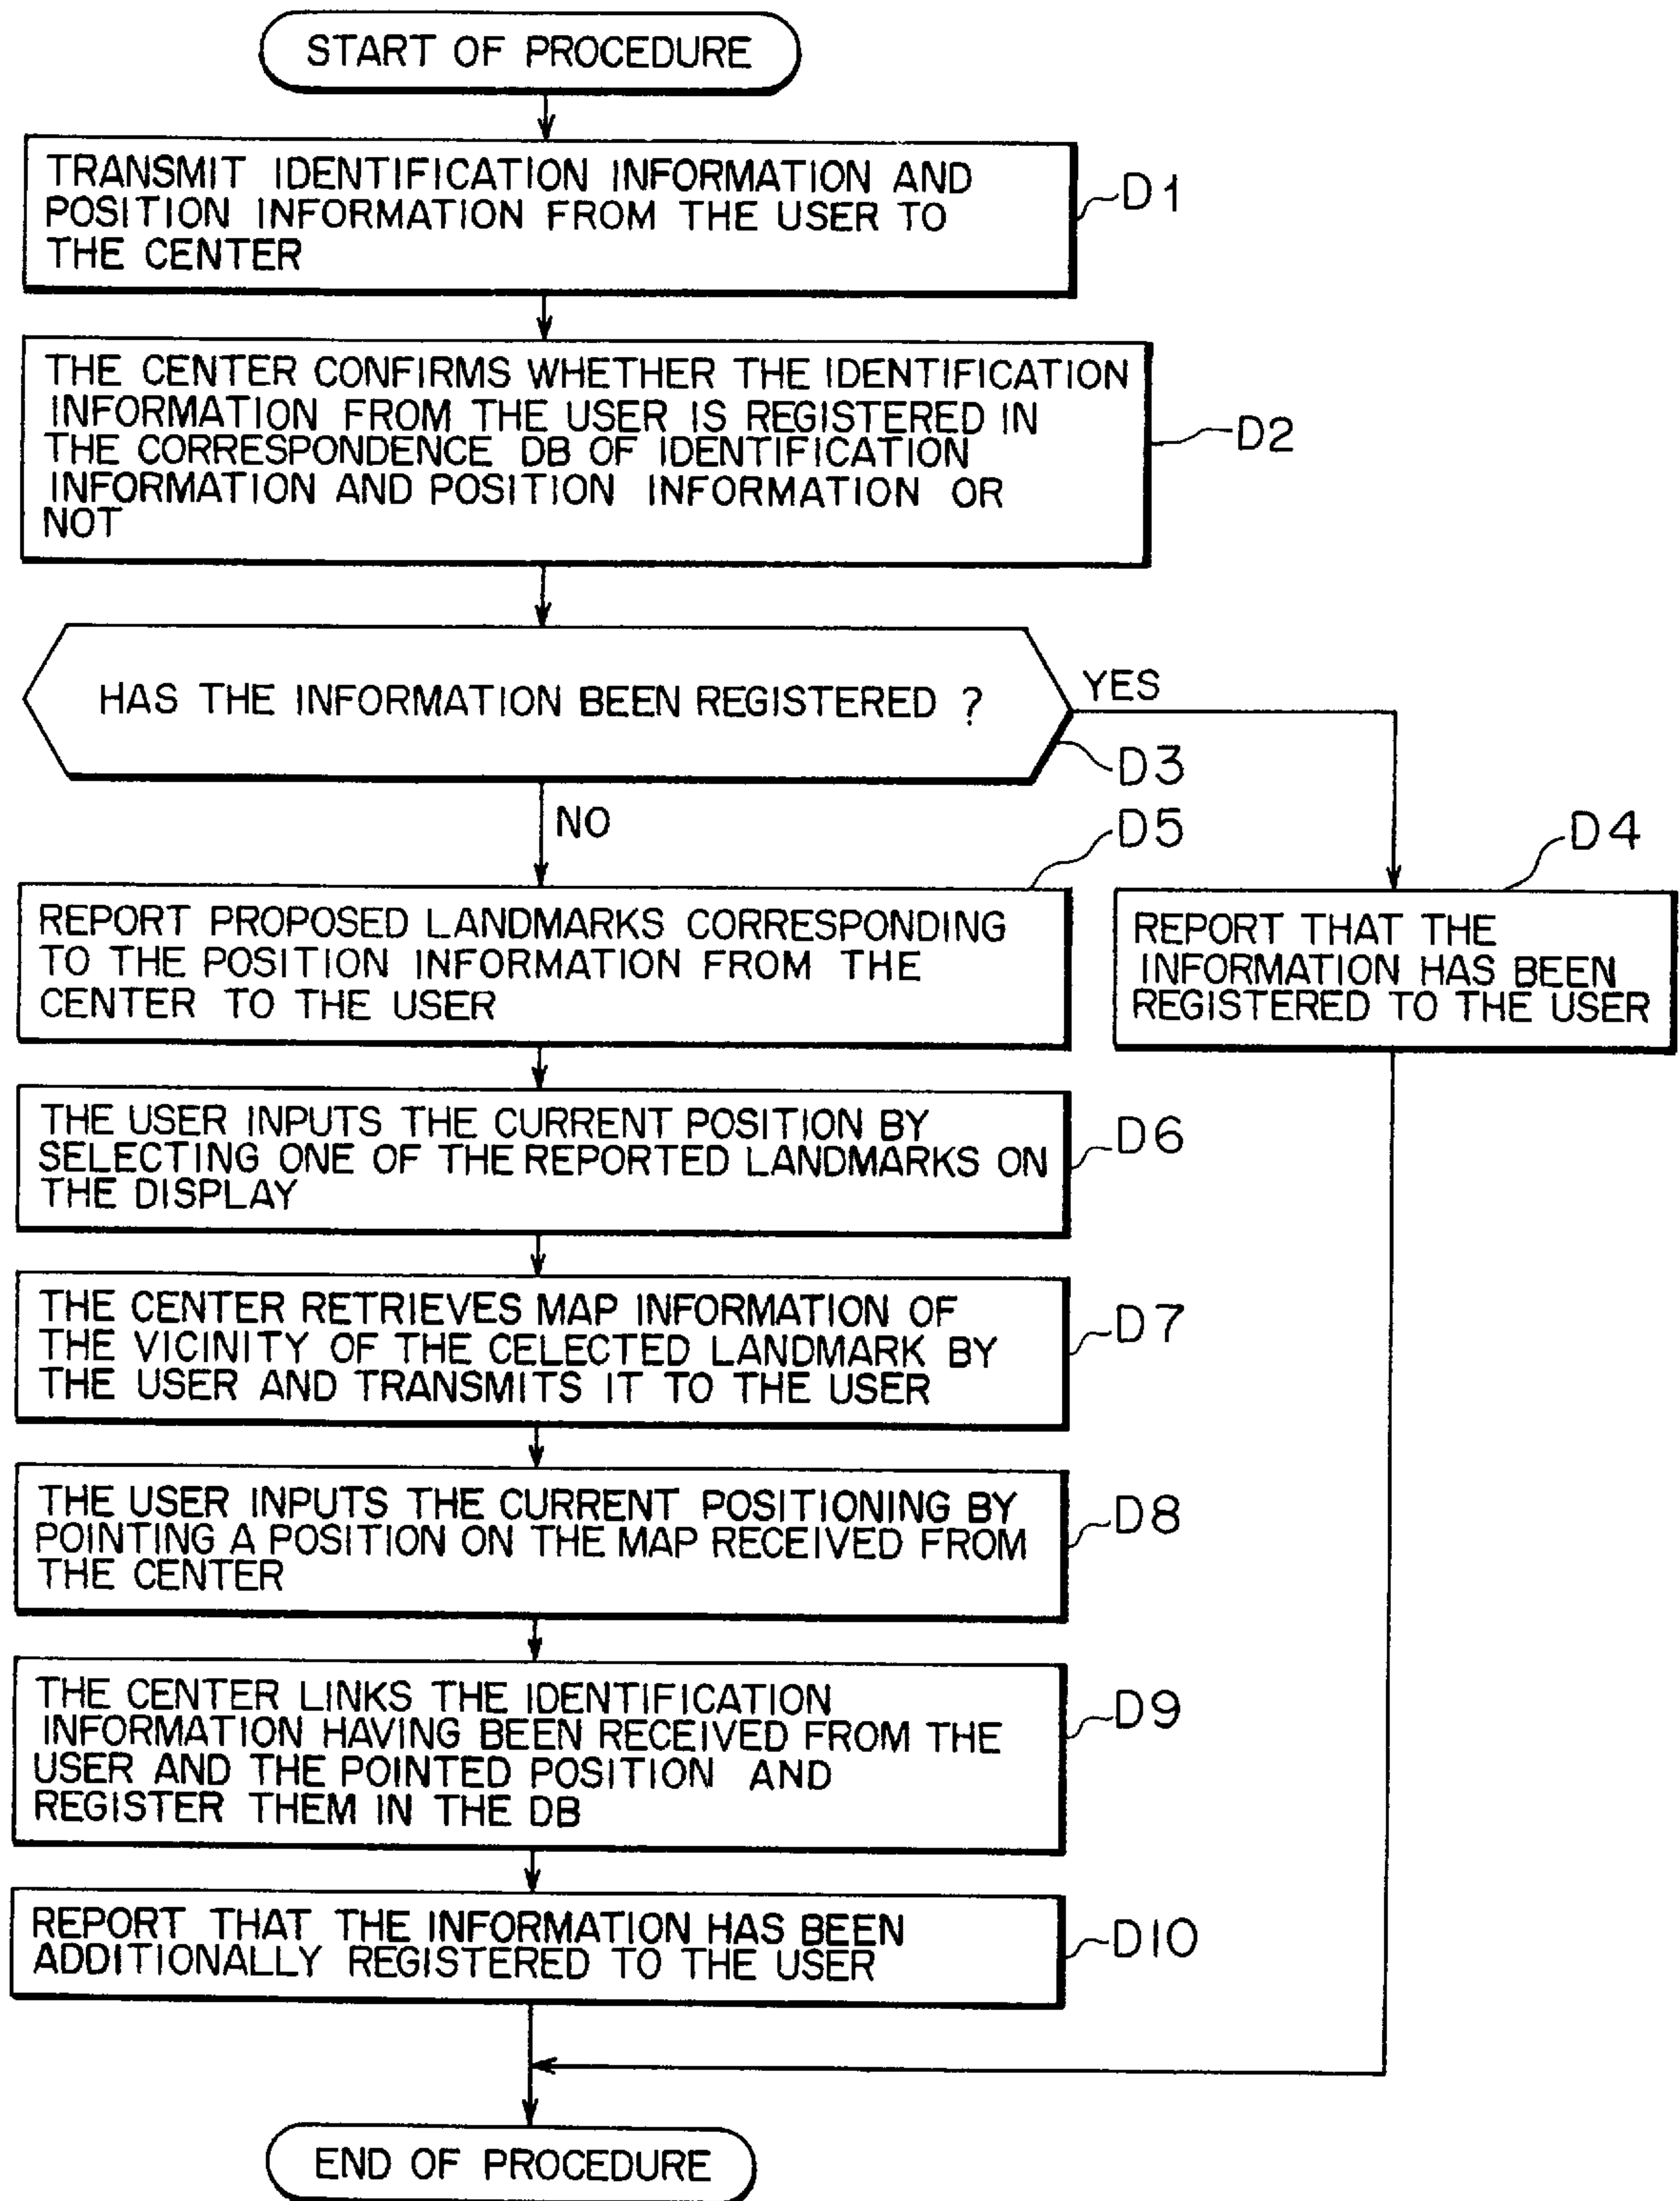 START OF PROCEDURE
TRANSMIT IDENTIFICATION INFORMATION AND
POSITION INFORMATION FROM THE USER TO
THE CENTER
D1
THE CENTER CONFIRMS WHETHER THE IDENTIFICATION
INFORMATION FROM THE USER IS REGISTERED IN
THE CORRESPONDENCE DB OF IDENTIFICATION
INFORMATION AND POSITION INFORMATION OR
NOT
D2
HAS THE INFORMATION BEEN REGISTERED ?
YES
D3
NO
D5
D4
REPORT PROPOSED LANDMARKS CORRESPONDING
TO THE POSITION INFORMATION FROM THE
CENTER TO THE USER
REPORT THAT THE
INFORMATION HAS BEEN
REGISTERED TO THE USER
THE USER INPUTS THE CURRENT POSITION BY
SELECTING ONE OF THE REPORTED LANDMARKS ON
THE DISPLAY
D6
THE CENTER RETRIEVES MAP INFORMATION OF
THE VICINITY OF THE CELECTED LANDMARK BY
THE USER AND TRANSMITS IT TO THE USER
D7
THE USER INPUTS THE CURRENT POSITIONING BY
POINTING A POSITION ON THE MAP RECEIVED FROM
THE CENTER
D8
THE CENTER LINKS THE IDENTIFICATION
INFORMATION HAVING BEEN RECEIVED FROM THE
USER AND THE POINTED POSITION AND
REGISTER THEM IN THE DB
D9
REPORT THAT THE INFORMATION HAS BEEN
ADDITIONALLY REGISTERED TO THE USER
D10
END OF PROCEDURE